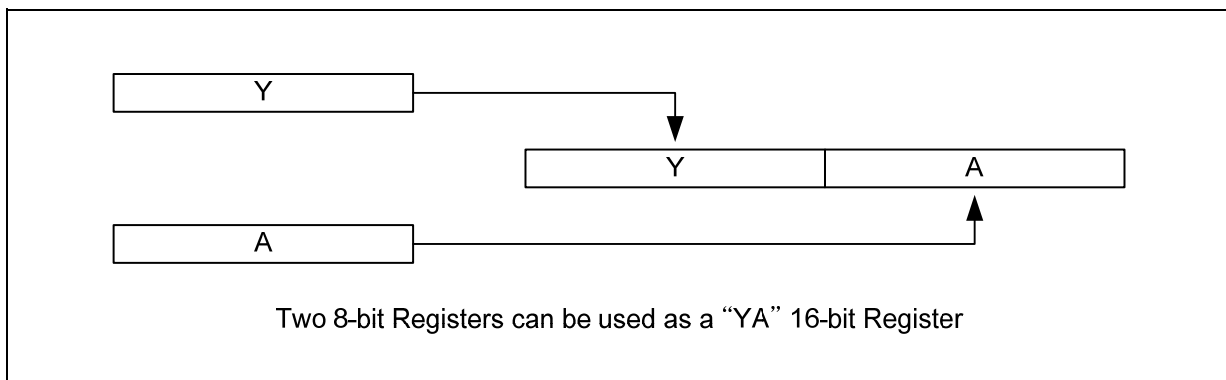 Y
Y A
A
Two 8-bit Registers can be used as a “YA” 16-bit Register